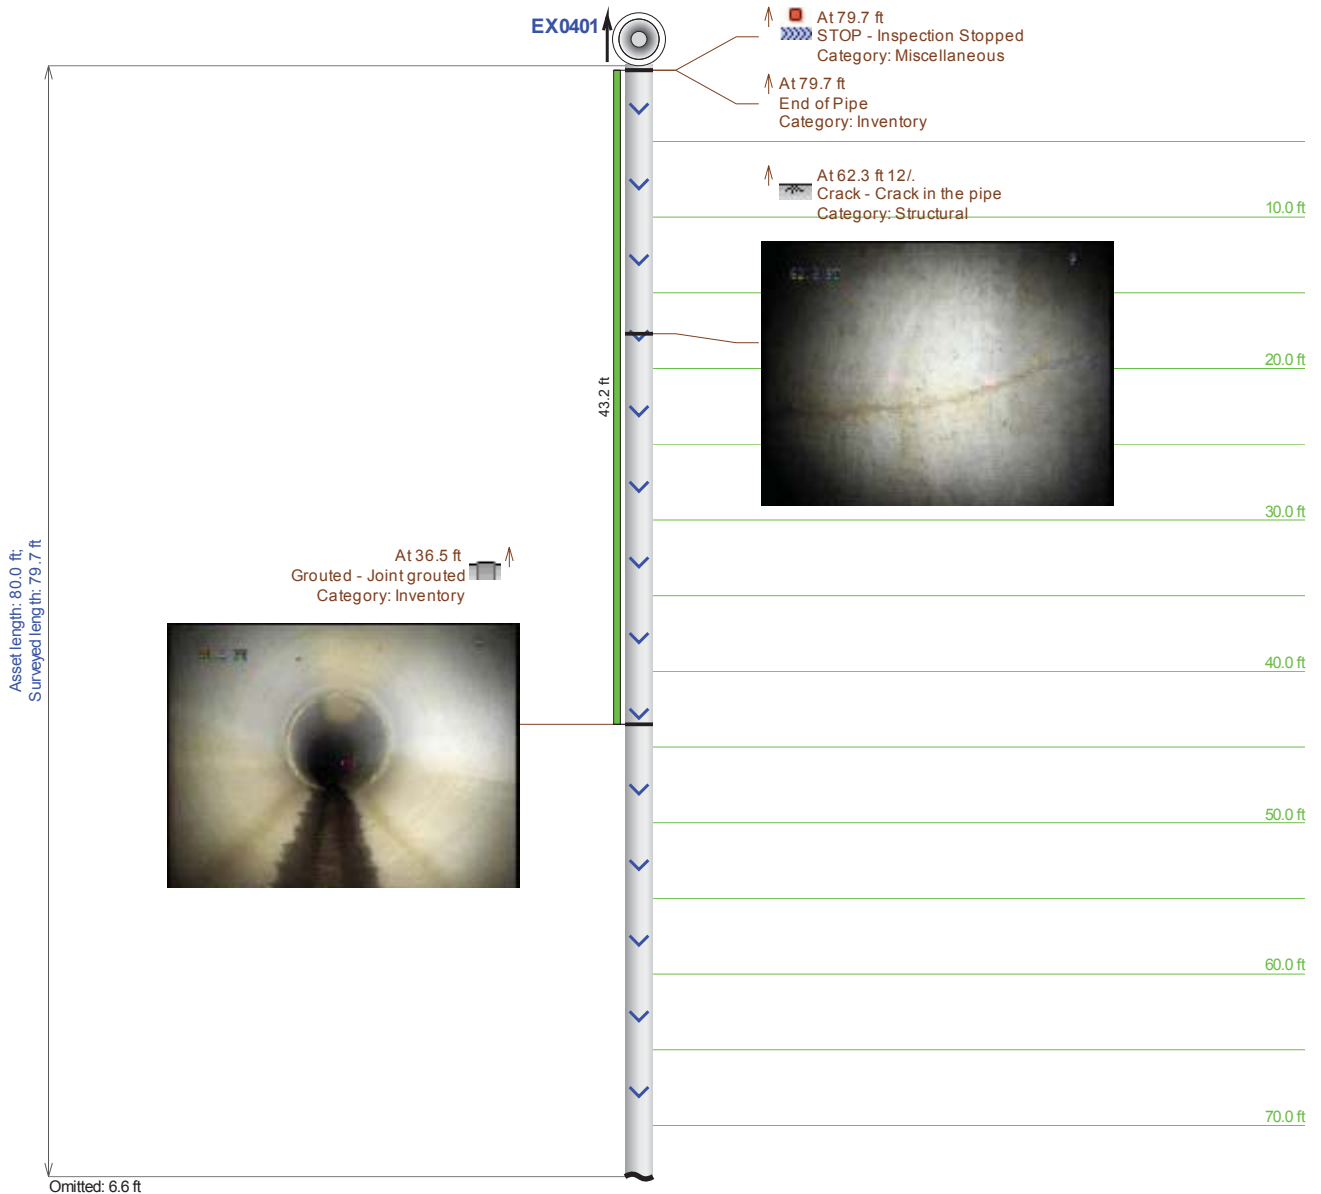 EX0401
At 79.7 ft
STOP - Inspection Stopped
Category: Miscellaneous
At 79.7 ft
End of Pipe
Category: Inventory
At 62.3 ft 12/.
Crack - Crack in the pipe
Category: Structural
10.0 ft
20.0 ft
43.2 ft
30.0 ft
At 36.5 ft
Grouted - Joint grouted
Category: Inventory
Asset length: 80.0 ft;
Surveyed length: 79.7 ft
40.0 ft
50.0 ft
60.0 ft
70.0 ft
Omitted: 6.6 ft